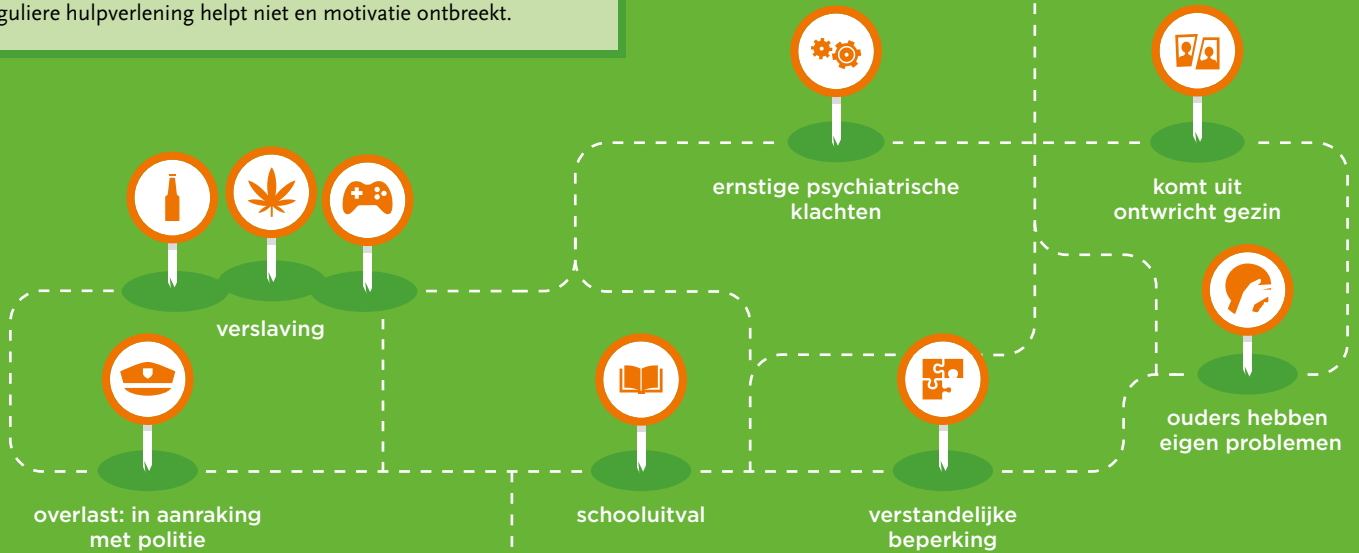 guliere hulpverlening helpt niet en motivatie ontbreekt.
ernstige psychiatrische
klachten
komt uit
ontwricht gezin
verslaving
ouders hebben
eigen problemen
overlast: in aanraking
met politie
schooluitval
verstandelijke
beperking